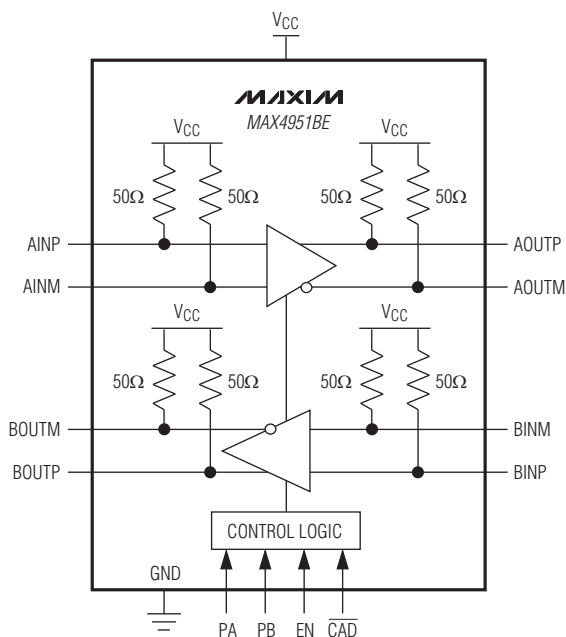 VCC
MAXIM
MAX4951BE
VCC VCC
50Ω 50Ω 50Ω 50Ω
AINP AOUTP
AINM AOUTM
VCC VCC
50Ω 50Ω 50Ω 50Ω
BOUTM BINM
BOUTP BINP
CONTROL LOGIC
GND
PA PB EN C̅A̅D̅